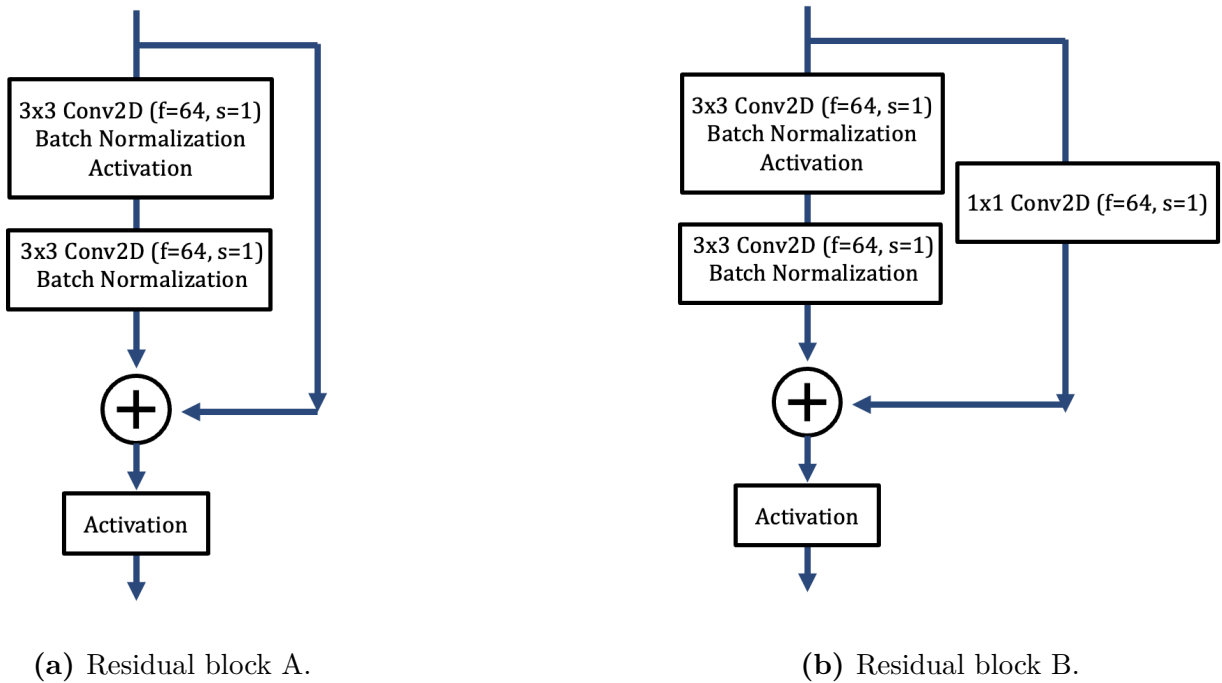 3x3 Conv2D (f=64, s=1)
Batch Normalization
Activation
3x3 Conv2D (f=64, s=1)
Batch Normalization
+
Activation
(a) Residual block A.
3x3 Conv2D (f=64, s=1)
Batch Normalization
Activation
1x1 Conv2D (f=64, s=1)
3x3 Conv2D (f=64, s=1)
Batch Normalization
+
Activation
(b) Residual block B.